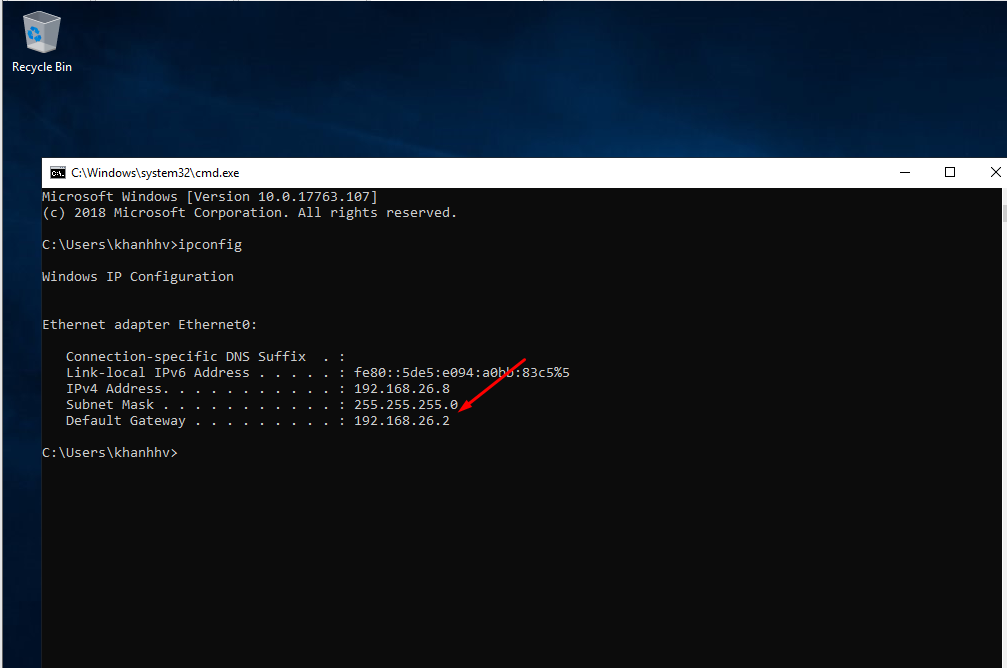 Recycle Bin
C:\Windows\system32\cmd.exe
Microsoft Windows [Version 10.0.17763.107]
(c) 2018 Microsoft Corporation. All rights reserved.
C:\Users\khanhhv>ipconfig
Windows IP Configuration
Ethernet adapter Ethernet0:
Connection-specific DNS Suffix  . :
Link-local IPv6 Address . . . . . : fe80::5de5:e094:a0bb:83c5%5
IPv4 Address. . . . . . . . . . . : 192.168.26.8
Subnet Mask . . . . . . . . . . . : 255.255.255.0
Default Gateway . . . . . . . . . : 192.168.26.2
C:\Users\khanhhv>